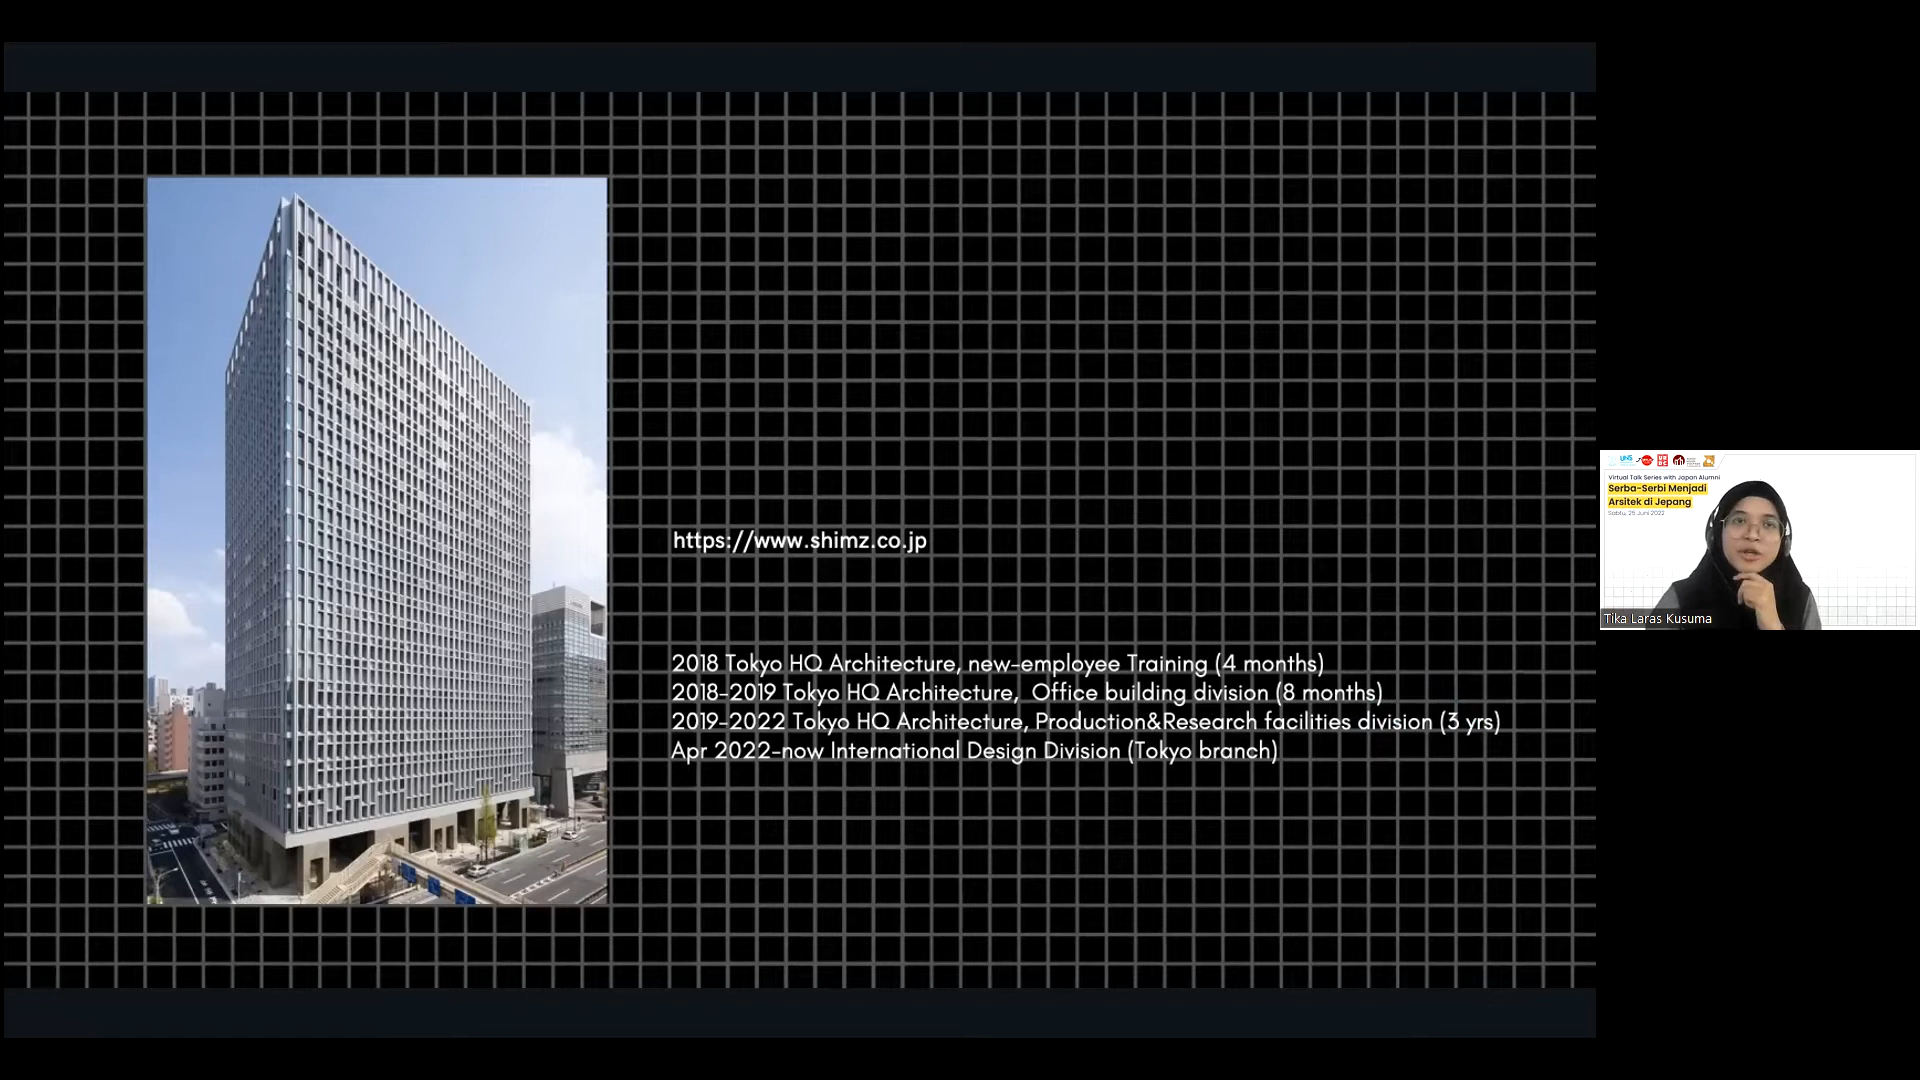 https://www.shimz.co.jp
2018 Tokyo HQ Architecture, new-employee Training (4 months)
2018-2019 Tokyo HQ Architecture, Office building division (8 months)
2019-2022 Tokyo HQ Architecture, Production&Research facilities division (3 yrs)
Apr 2022-now International Design Division (Tokyo branch)
UNS
Virtual Talk Series with Japan Alumni
Serba-Serbi Menjadi
Arsitek di Jepang
Sabtu, 25 Juni 2022
Tika Laras Kusuma